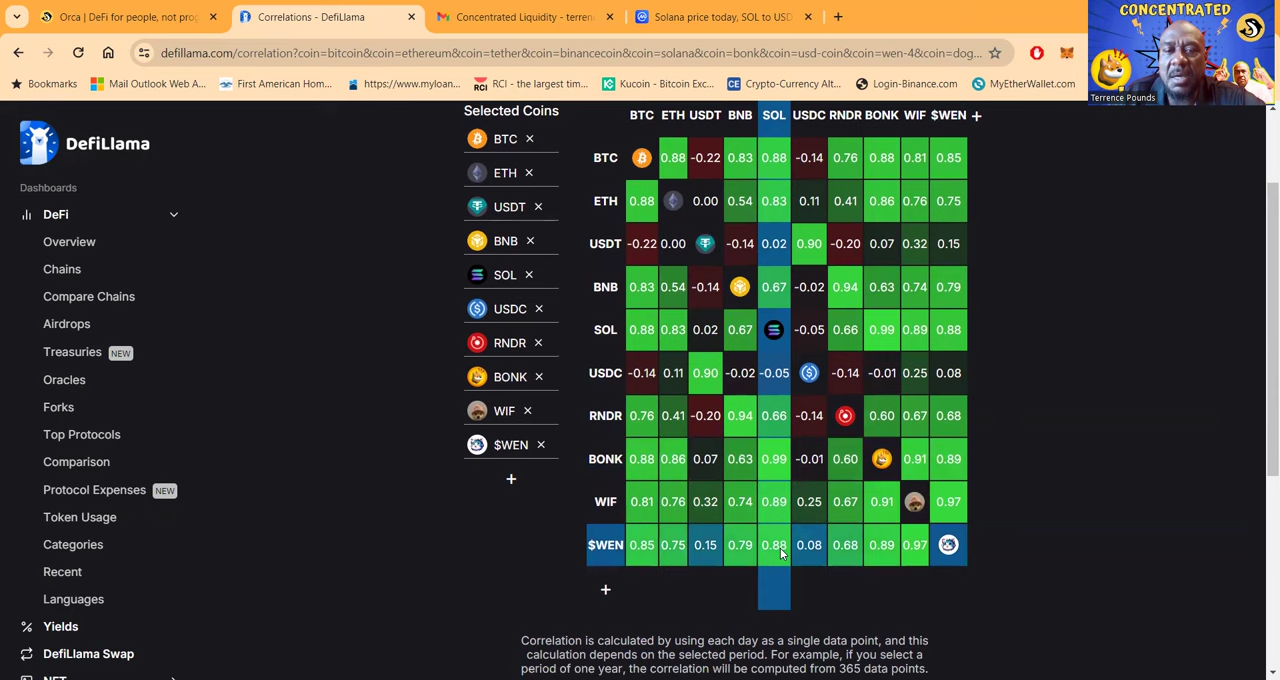 Orca | DeFi for people, not prog
Correlations - DefiLlama
Concentrated Liquidity - terren
Solana price today, SOL to USD
defillama.com/correlation?coin=bitcoin&coin=ethereum&coin=tether&coin=binancecoin&coin=solana&coin=bonk&coin=usd-coin&coin=wen-4&coin=dog...
Bookmarks
Mail Outlook Web A...
First American Hom...
https://www.myloan...
RCI - the largest tim...
Kucoin - Bitcoin Exc...
Crypto-Currency Alt...
Login-Binance.com
MyEtherWallet.com
CONCENTRATED
Terrence Pounds
DefiLlama
Dashboards
DeFi
Overview
Chains
Compare Chains
Airdrops
Treasuries NEW
Oracles
Forks
Top Protocols
Comparison
Protocol Expenses NEW
Token Usage
Categories
Recent
Languages
Yields
DefiLlama Swap
Selected Coins
BTC ×
ETH ×
USDT ×
BNB ×
SOL ×
USDC ×
RNDR ×
BONK ×
WIF ×
$WEN ×
+
BTC ETH USDT BNB SOL USDC RNDR BONK WIF $WEN +
BTC 0.88 -0.22 0.83 0.88 -0.14 0.76 0.88 0.81 0.85
ETH 0.88 0.00 0.54 0.83 0.11 0.41 0.86 0.76 0.75
USDT -0.22 0.00 -0.14 0.02 0.90 -0.20 0.07 0.32 0.15
BNB 0.83 0.54 -0.14 0.67 -0.02 0.94 0.63 0.74 0.79
SOL 0.88 0.83 0.02 0.67 -0.05 0.66 0.99 0.89 0.88
USDC -0.14 0.11 0.90 -0.02 -0.05 -0.14 -0.01 0.25 0.08
RNDR 0.76 0.41 -0.20 0.94 0.66 -0.14 0.60 0.67 0.68
BONK 0.88 0.86 0.07 0.63 0.99 -0.01 0.60 0.91 0.89
WIF 0.81 0.76 0.32 0.74 0.89 0.25 0.67 0.91 0.97
$WEN 0.85 0.75 0.15 0.79 0.88 0.08 0.68 0.89 0.97
+
Correlation is calculated by using each day as a single data point, and this
calculation depends on the selected period. For example, if you select a
period of one year, the correlation will be computed from 365 data points.